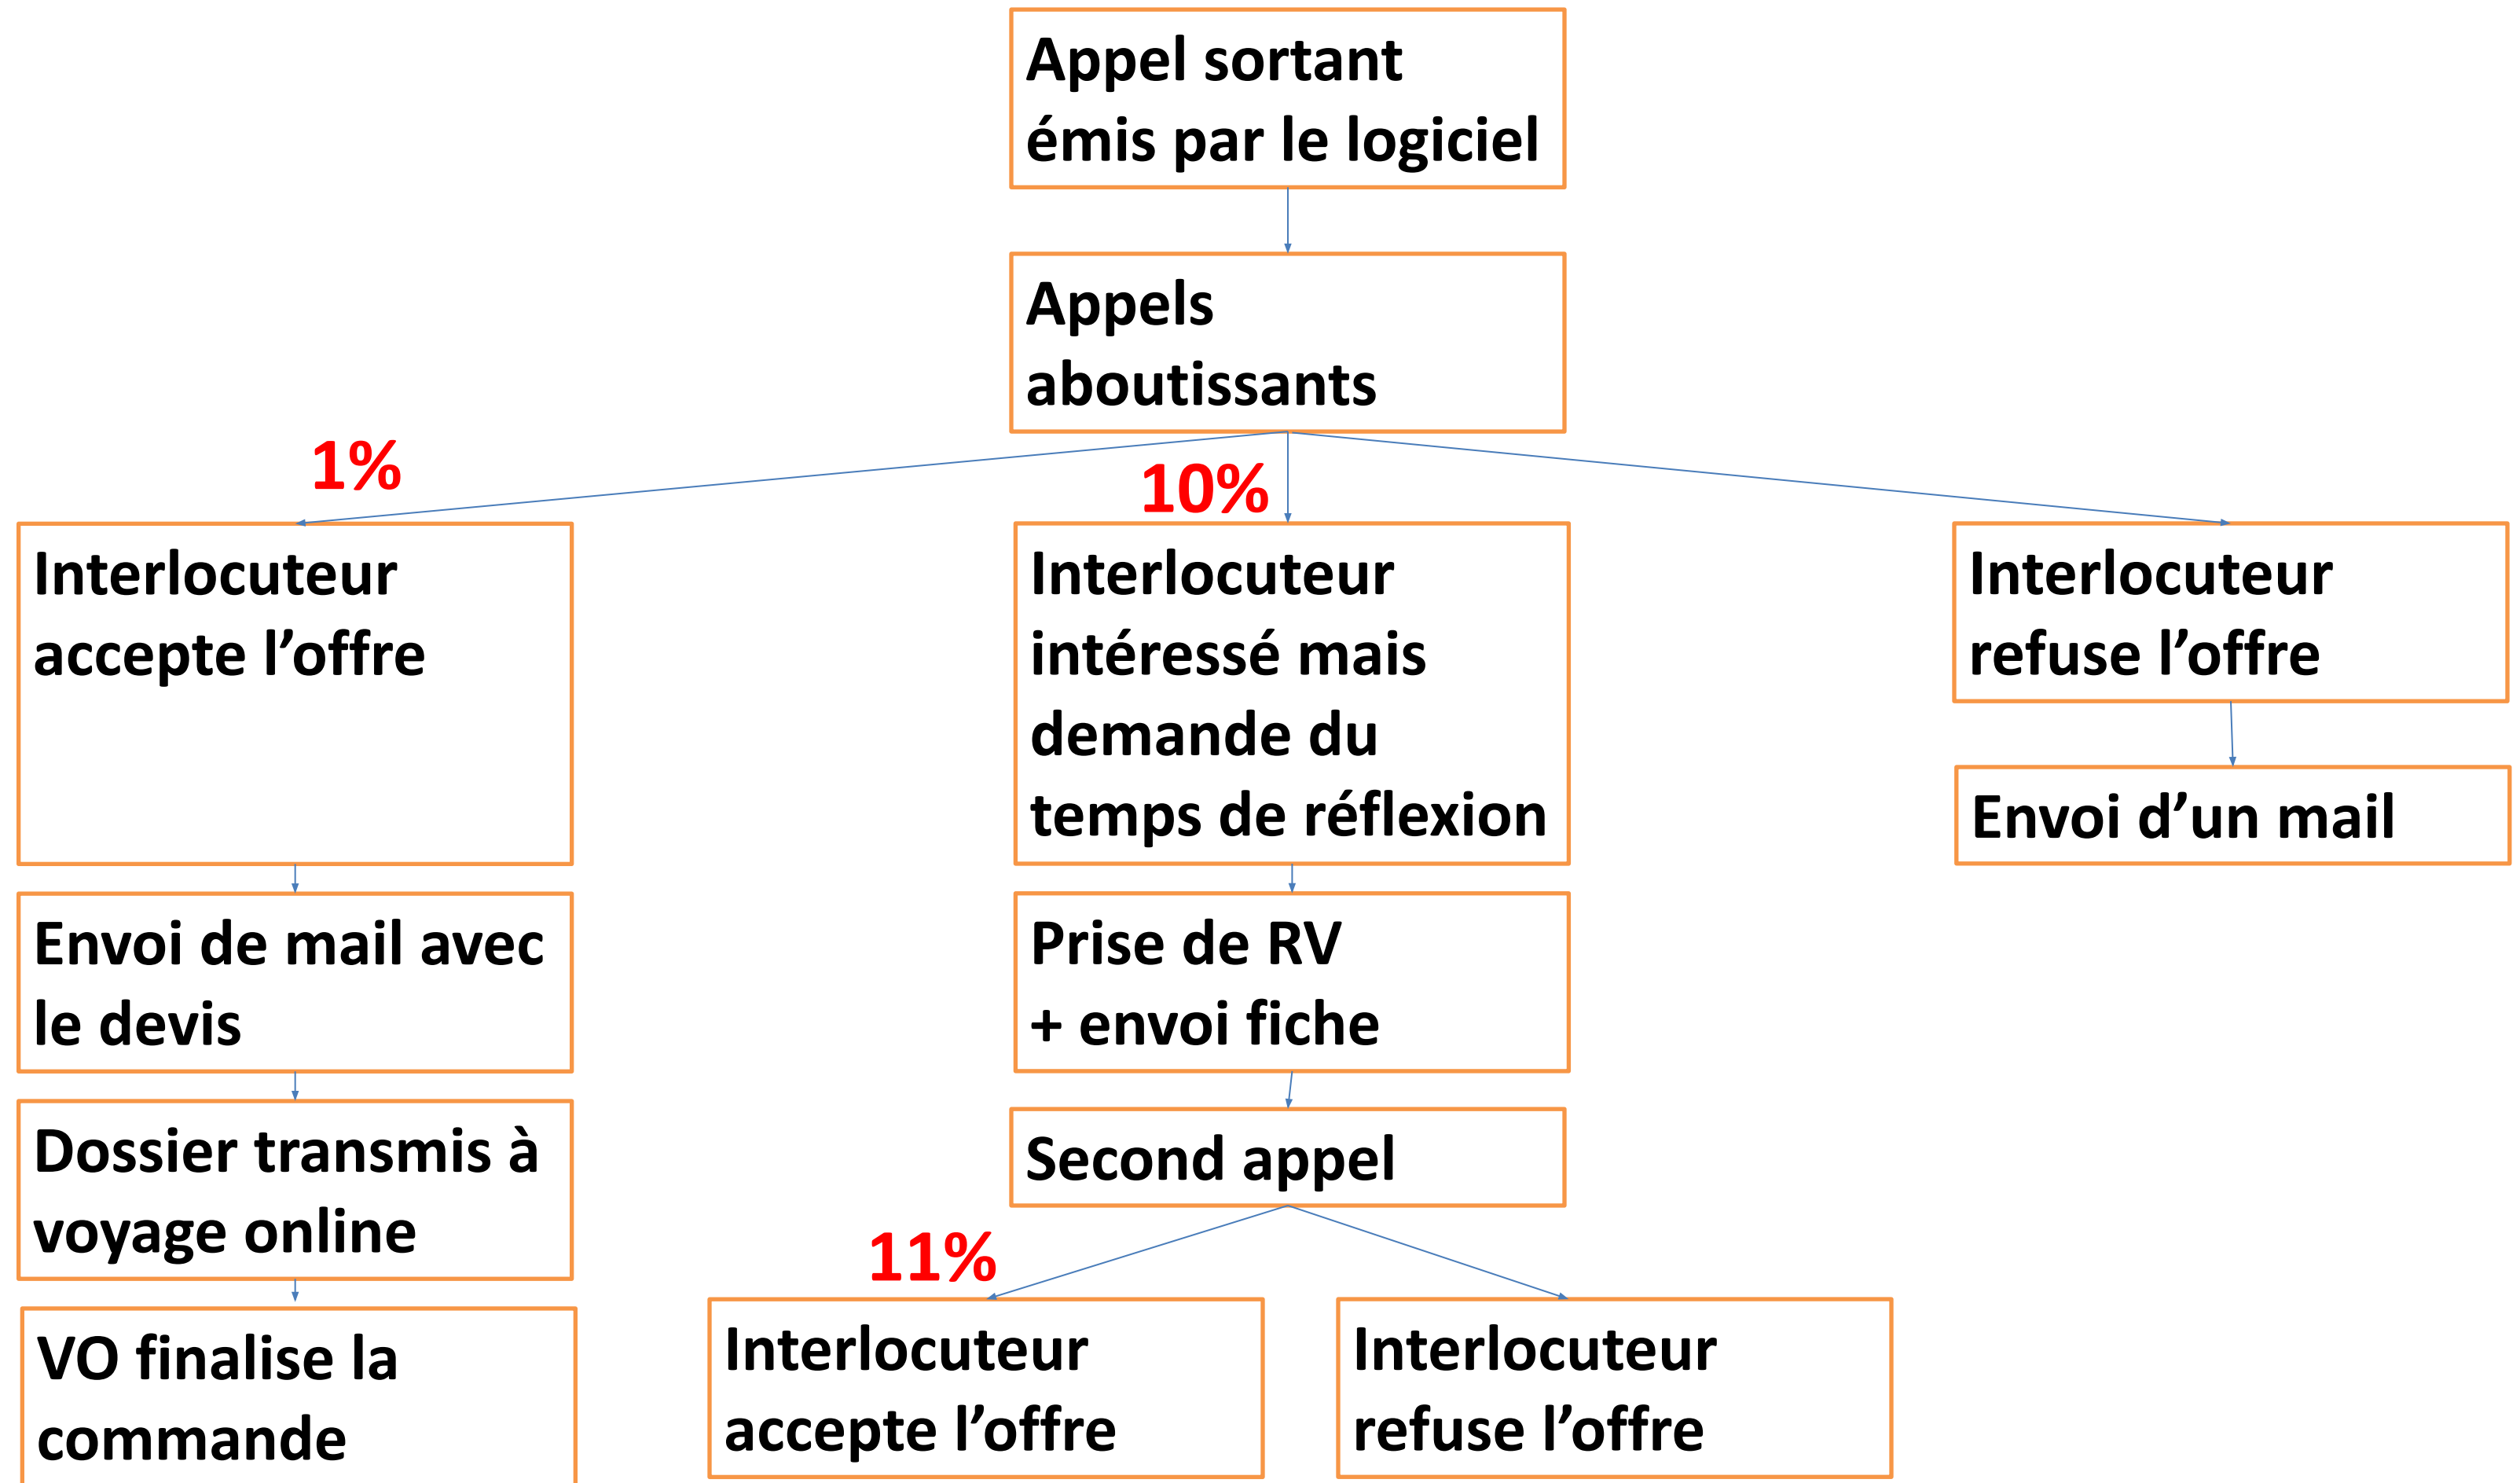 Appel sortant
émis par le logiciel
Appels
aboutissants
1%
10%
Interlocuteur
accepte l’offre
Interlocuteur
intéressé mais
demande du
temps de réflexion
Interlocuteur
refuse l’offre
Envoi d’un mail
Envoi de mail avec
le devis
Prise de RV
+ envoi fiche
Dossier transmis à
voyage online
Second appel
11%
VO finalise la
commande
Interlocuteur
accepte l’offre
Interlocuteur
refuse l’offre